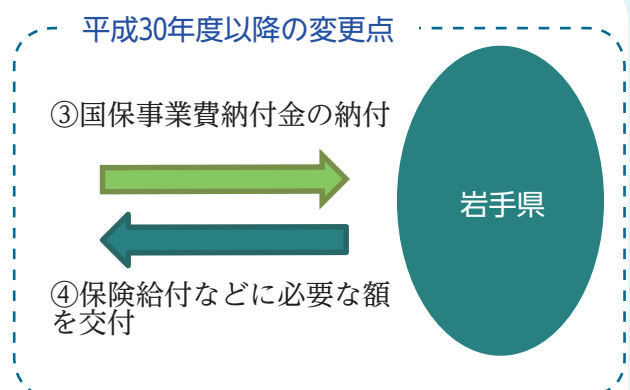 平成30年度以降の変更点
③国保事業費納付金の納付
岩手県
④保険給付などに必要な額
を交付